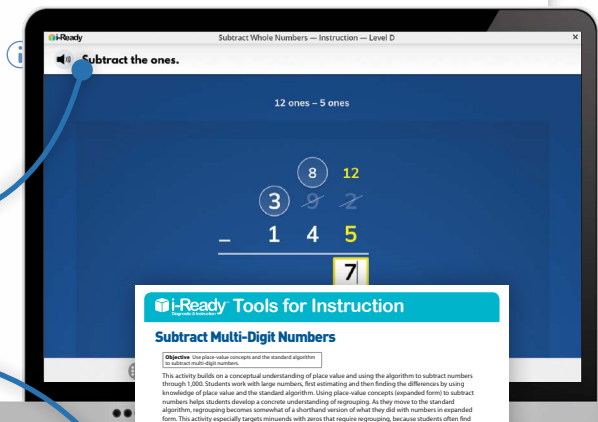 i-Ready
Subtract Whole Numbers — Instruction — Level D
×
Subtract the ones.
12 ones – 5 ones
8 12
3 9 2
– 1 4 5
7
i-Ready Tools for Instruction
Diagnostic & Instruction
Subtract Multi-Digit Numbers
Objective Use place-value concepts and the standard algorithm
to subtract multi-digit numbers.
This activity builds on a conceptual understanding of place value and using the algorithm to subtract numbers
through 1,000. Students work with large numbers, first estimating and then finding the differences by using
knowledge of place value and the standard algorithm. Using place-value concepts (expanded form) to subtract
numbers helps students develop a concrete understanding of regrouping. As they move to the standard
algorithm, regrouping becomes somewhat of a shorthand version of what they did with numbers in expanded
form. This activity especially targets minuends with zeros that require regrouping, because students often find